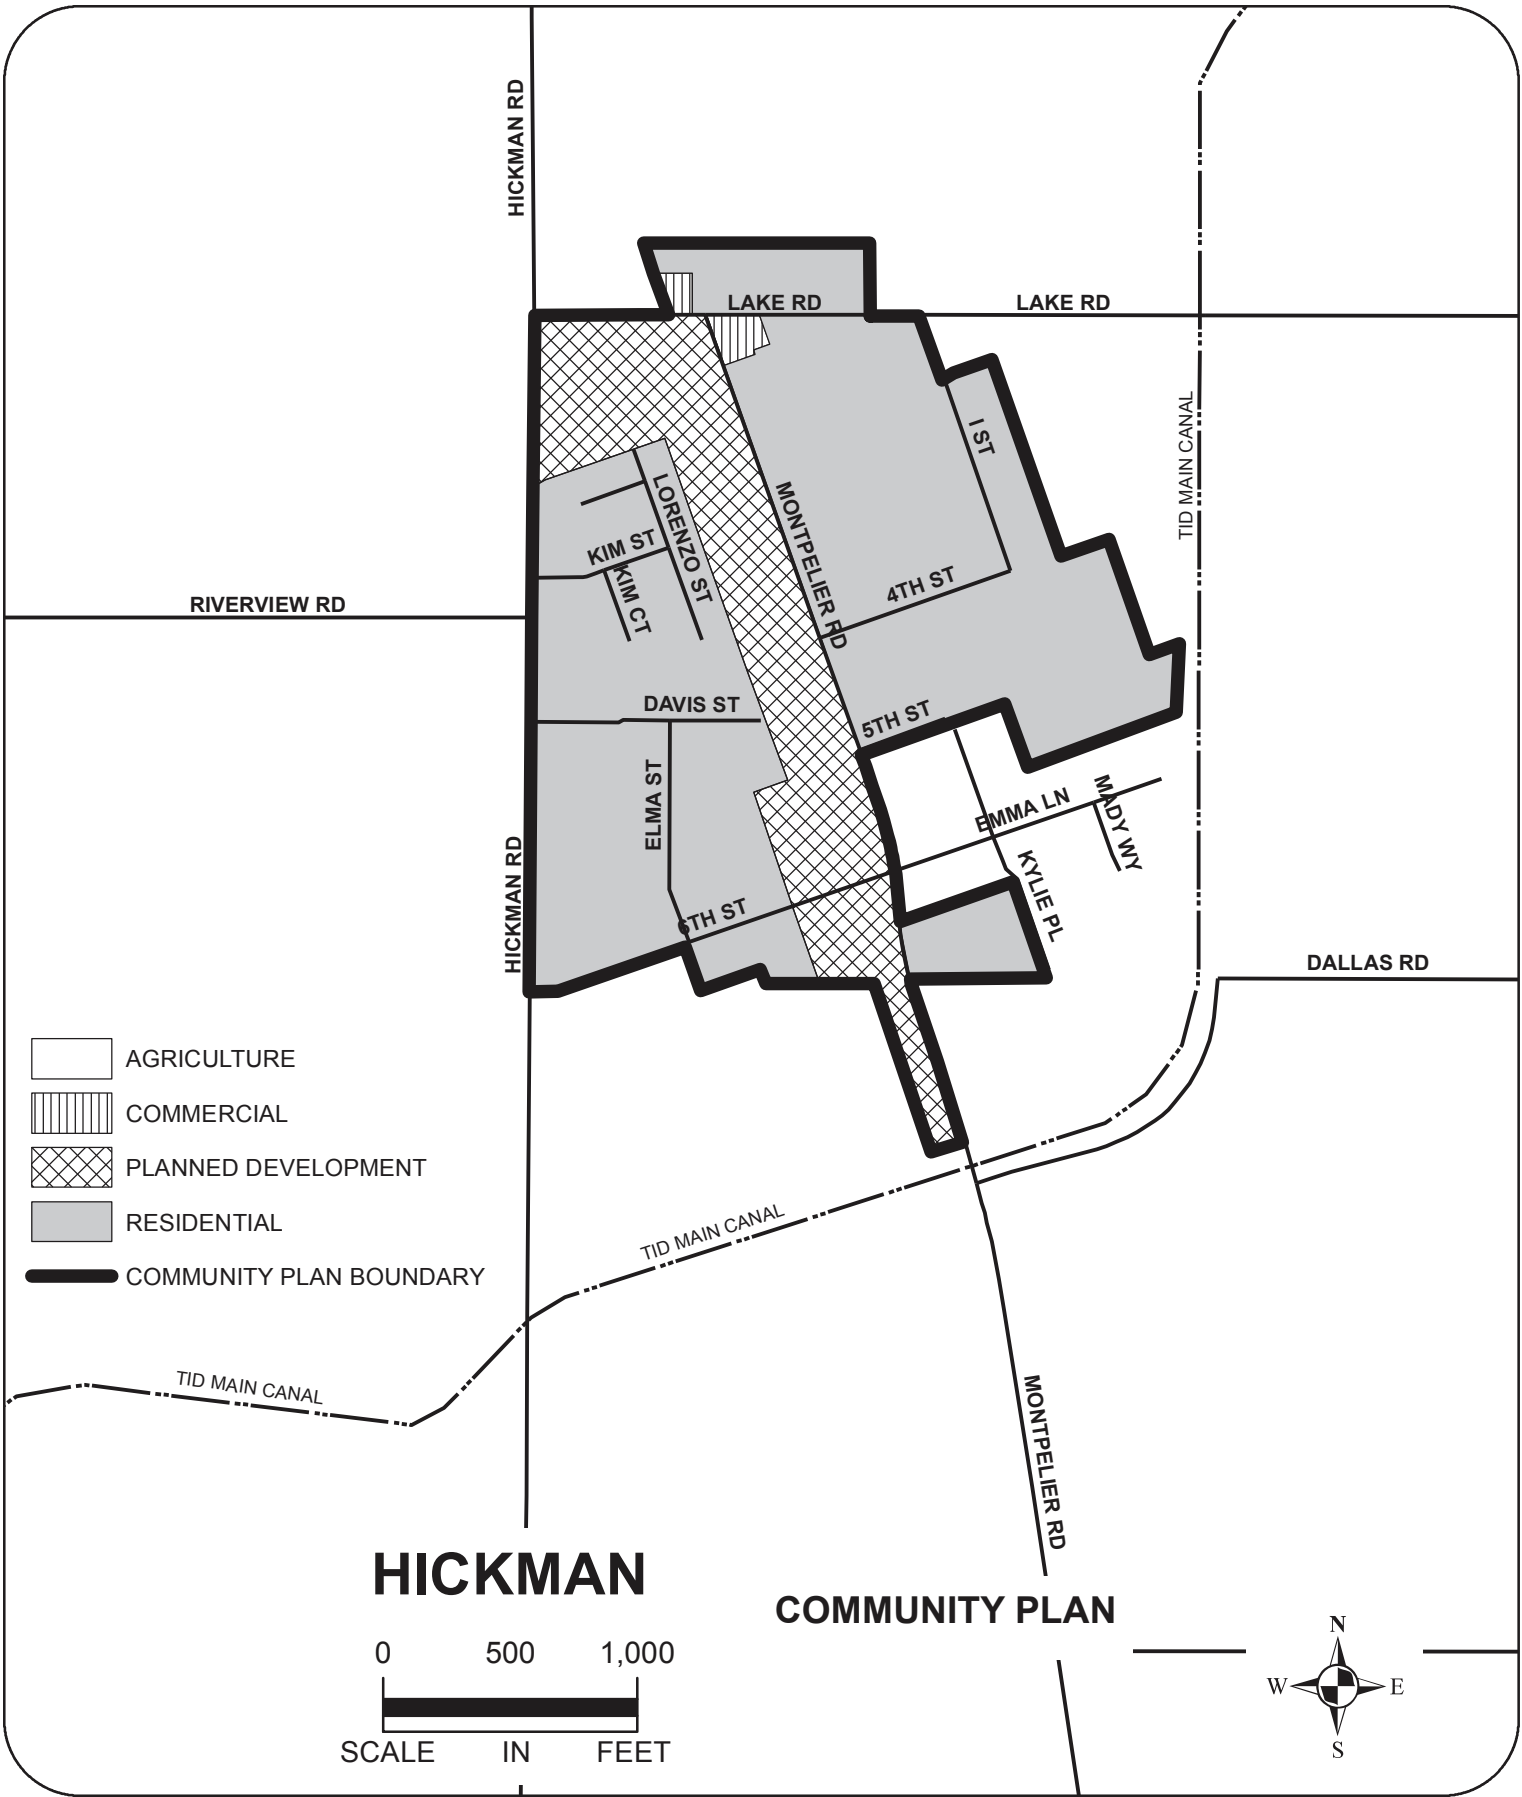 HICKMAN RD
LAKE RD
LAKE RD
I ST
TID MAIN CANAL
LORENZO ST
MONTPELIER RD
KIM ST
KIM CT
4TH ST
RIVERVIEW RD
DAVIS ST
5TH ST
ELMA ST
EMMA LN
MADY WY
HICKMAN RD
KYLIE PL
6TH ST
DALLAS RD
AGRICULTURE
COMMERCIAL
PLANNED DEVELOPMENT
RESIDENTIAL
COMMUNITY PLAN BOUNDARY
TID MAIN CANAL
TID MAIN CANAL
MONTPELIER RD
HICKMAN
COMMUNITY PLAN
0 500 1,000
SCALE IN FEET
N
W E
S